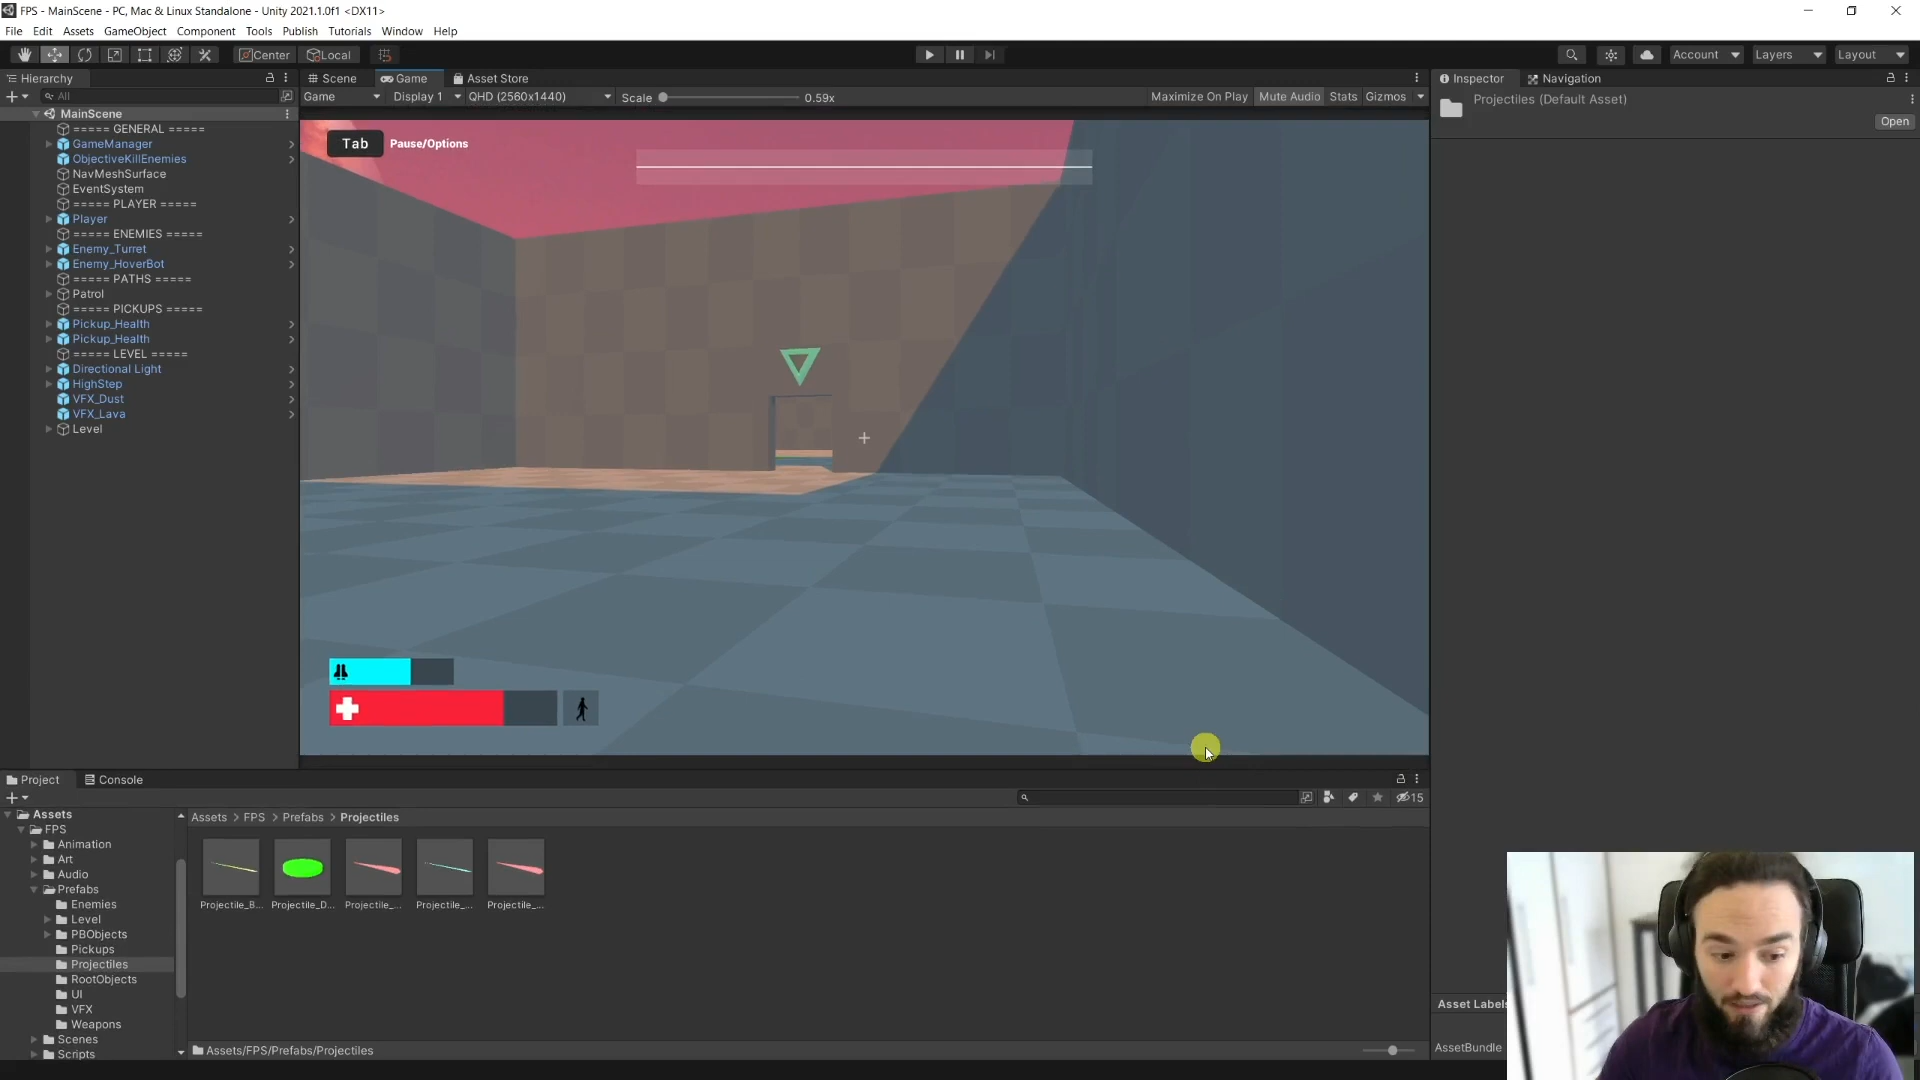 FPS - MainScene - PC, Mac & Linux Standalone - Unity 2021.1.0f1 <DX11>
File Edit Assets GameObject Component Tools Publish Tutorials Window Help
Center Local
Account Layers Layout
Hierarchy
All
MainScene
===== GENERAL =====
GameManager
ObjectiveKillEnemies
NavMeshSurface
EventSystem
===== PLAYER =====
Player
===== ENEMIES =====
Enemy_Turret
Enemy_HoverBot
===== PATHS =====
Patrol
===== PICKUPS =====
Pickup_Health
Pickup_Health
===== LEVEL =====
Directional Light
HighStep
VFX_Dust
VFX_Lava
Level
Scene Game Asset Store
Game Display 1 QHD (2560x1440) Scale 0.59x Maximize On Play Mute Audio Stats Gizmos
Tab Pause/Options
Inspector Navigation
Projectiles (Default Asset)
Open
Project Console
15
Assets
FPS
Animation
Art
Audio
Prefabs
Enemies
Level
PBObjects
Pickups
Projectiles
RootObjects
UI
VFX
Weapons
Scenes
Scripts
Assets > FPS > Prefabs > Projectiles
Projectile_B... Projectile_D... Projectile_... Projectile_... Projectile_...
Assets/FPS/Prefabs/Projectiles
Asset Labels
AssetBundle